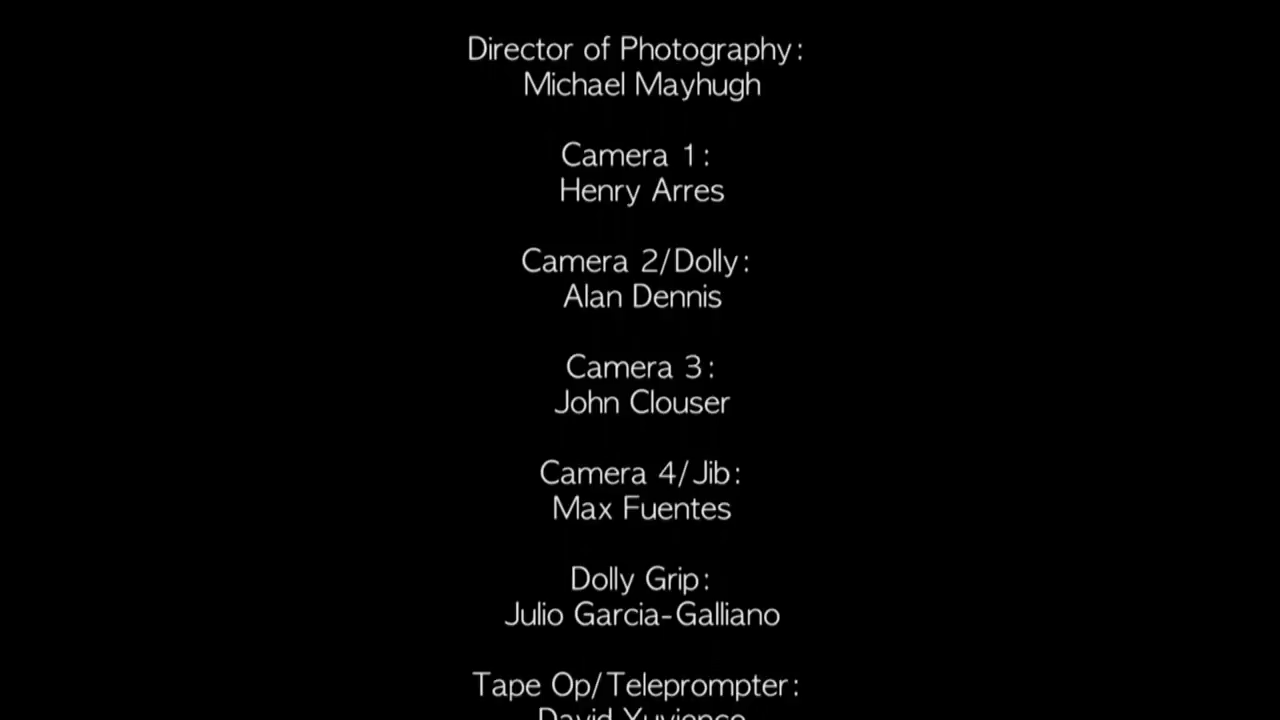 Director of Photography:
Michael Mayhugh
Camera 1:
Henry Arres
Camera 2/Dolly:
Alan Dennis
Camera 3:
John Clouser
Camera 4/Jib:
Max Fuentes
Dolly Grip:
Julio Garcia-Galliano
Tape Op/Teleprompter:
David